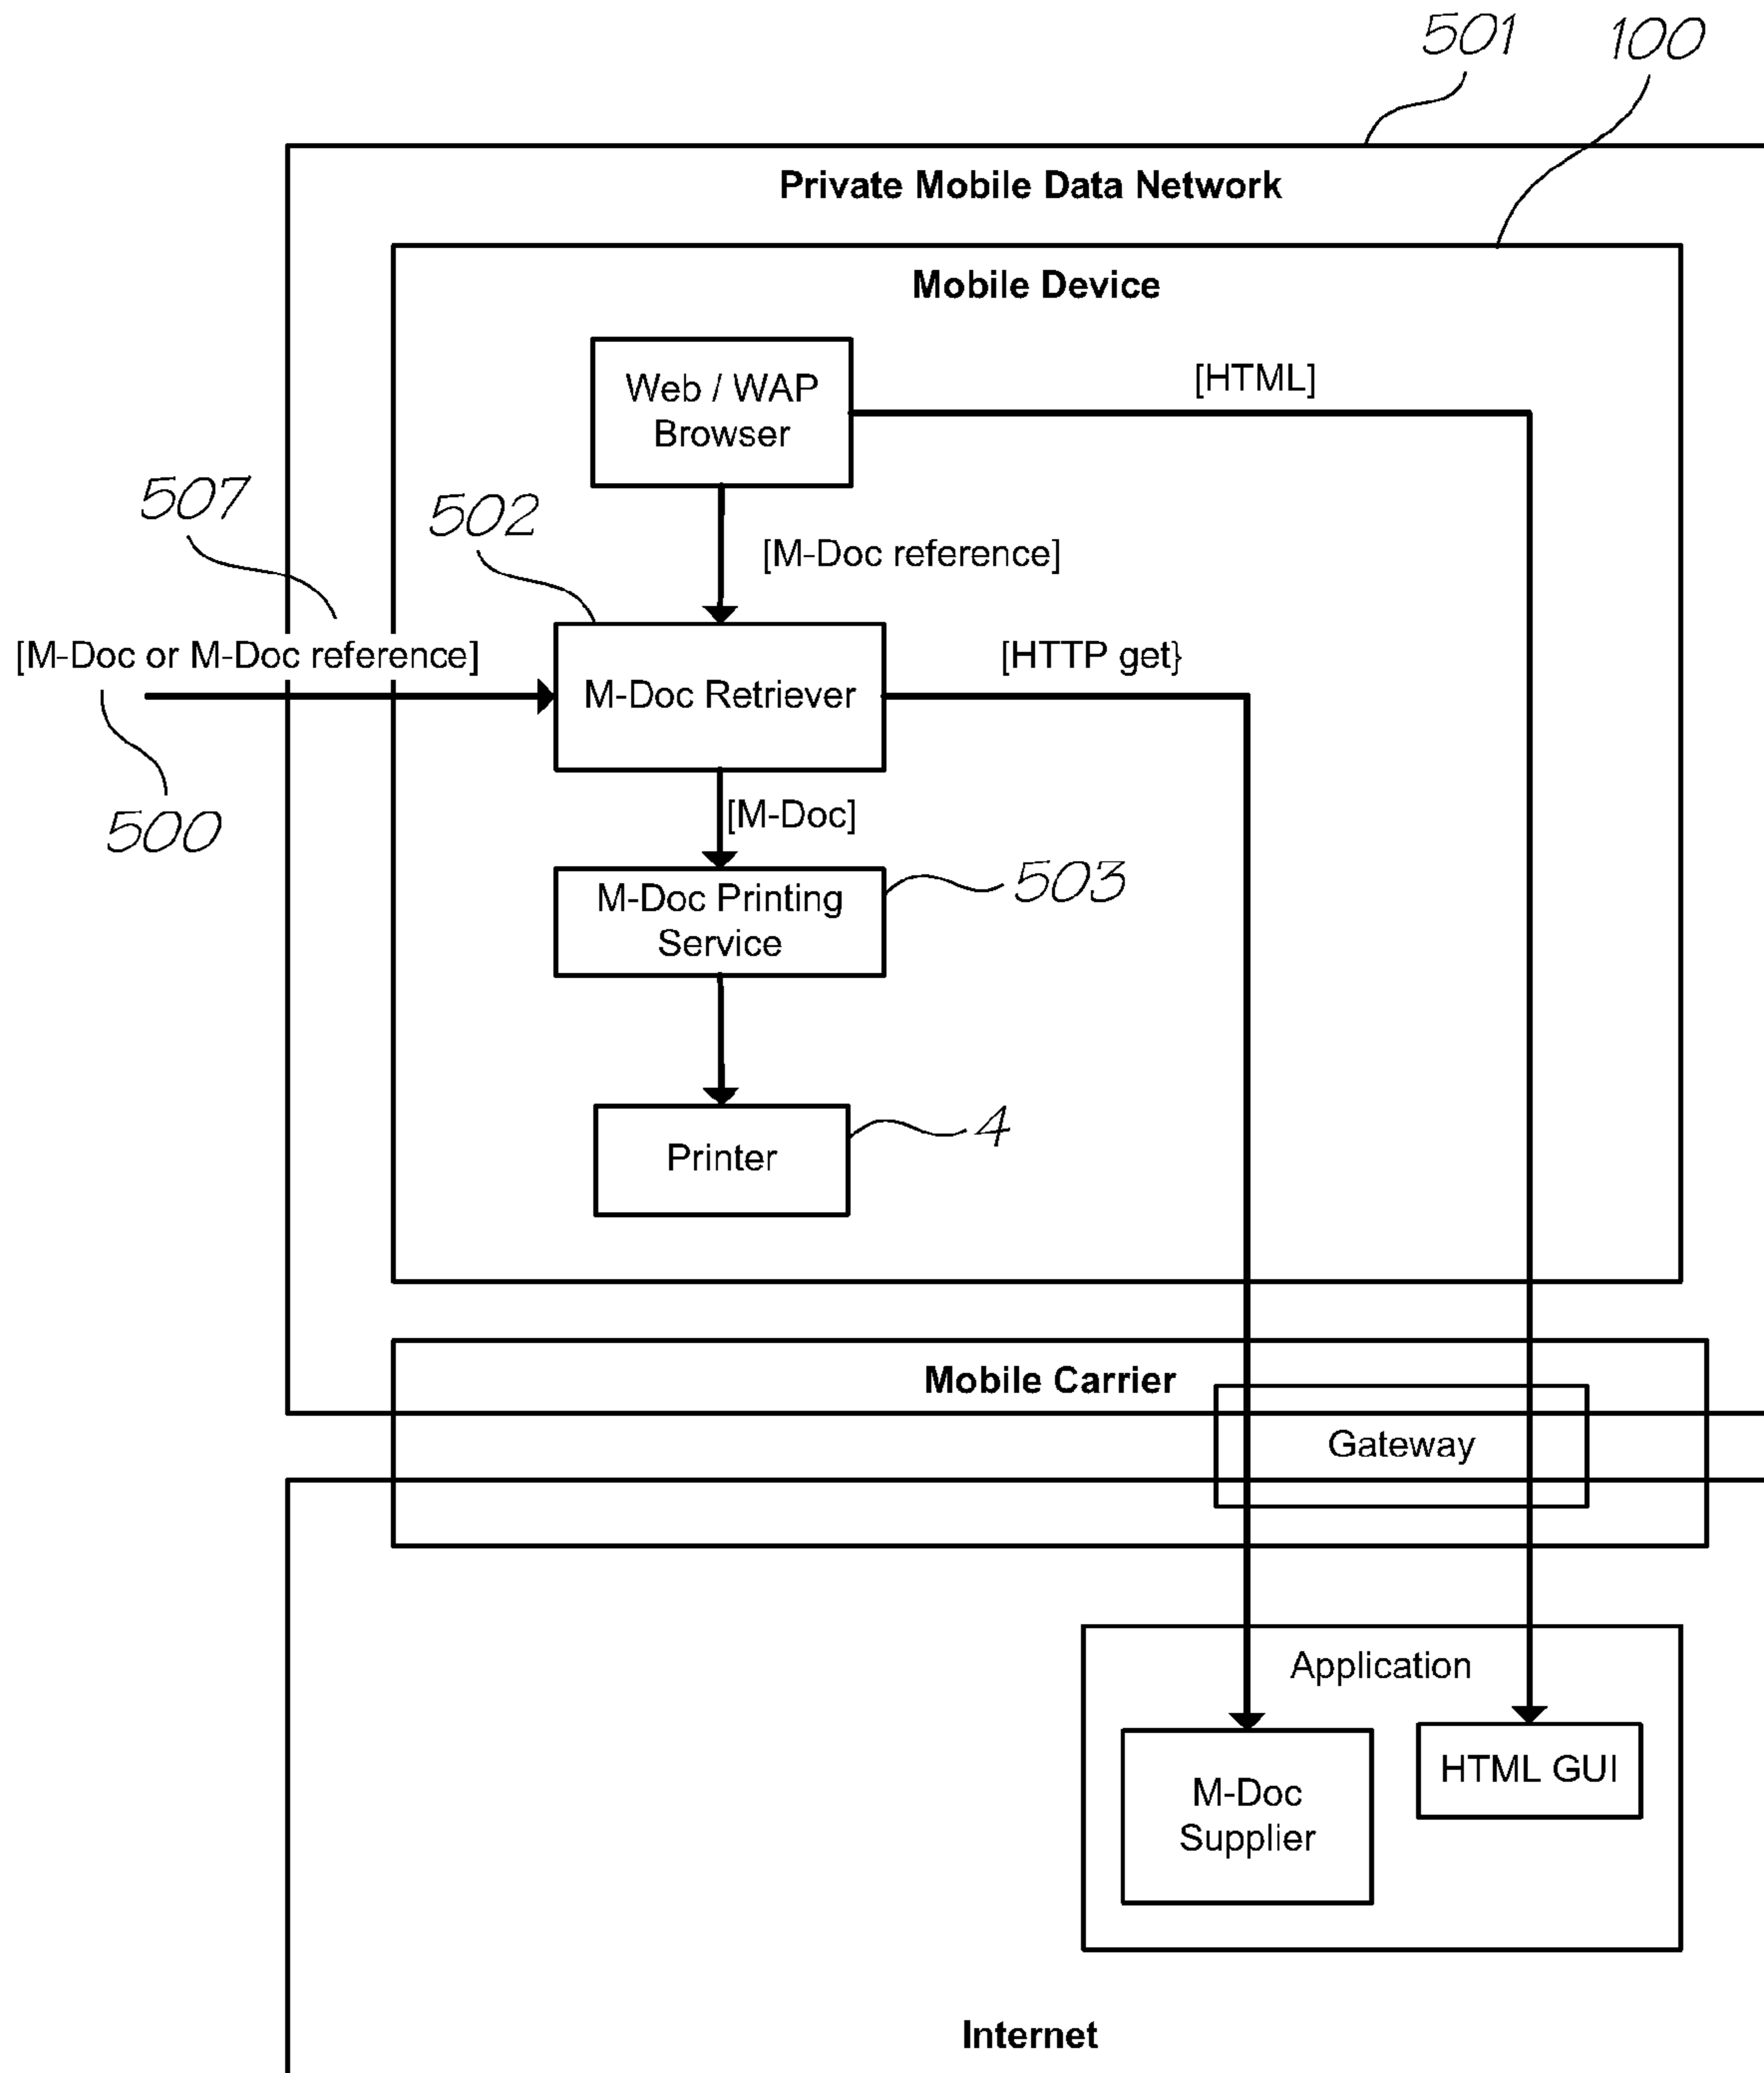 501
100
Private Mobile Data Network
Mobile Device
Web / WAP
Browser
[HTML]
507
502
[M-Doc reference]
[M-Doc or M-Doc reference]
M-Doc Retriever
[HTTP get}
500
[M-Doc]
M-Doc Printing
Service
503
Printer
4
Mobile Carrier
Gateway
Application
M-Doc
Supplier
HTML GUI
Internet